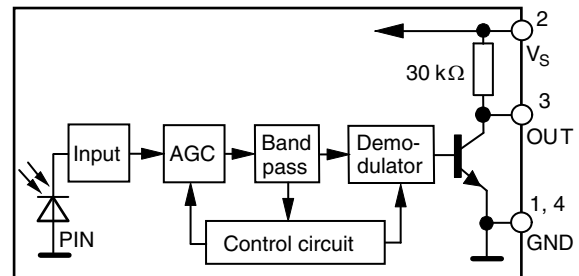 2
V_S
30 kΩ
3
OUT
Input
AGC
Band
pass
Demo-
dulator
1, 4
GND
PIN
Control circuit